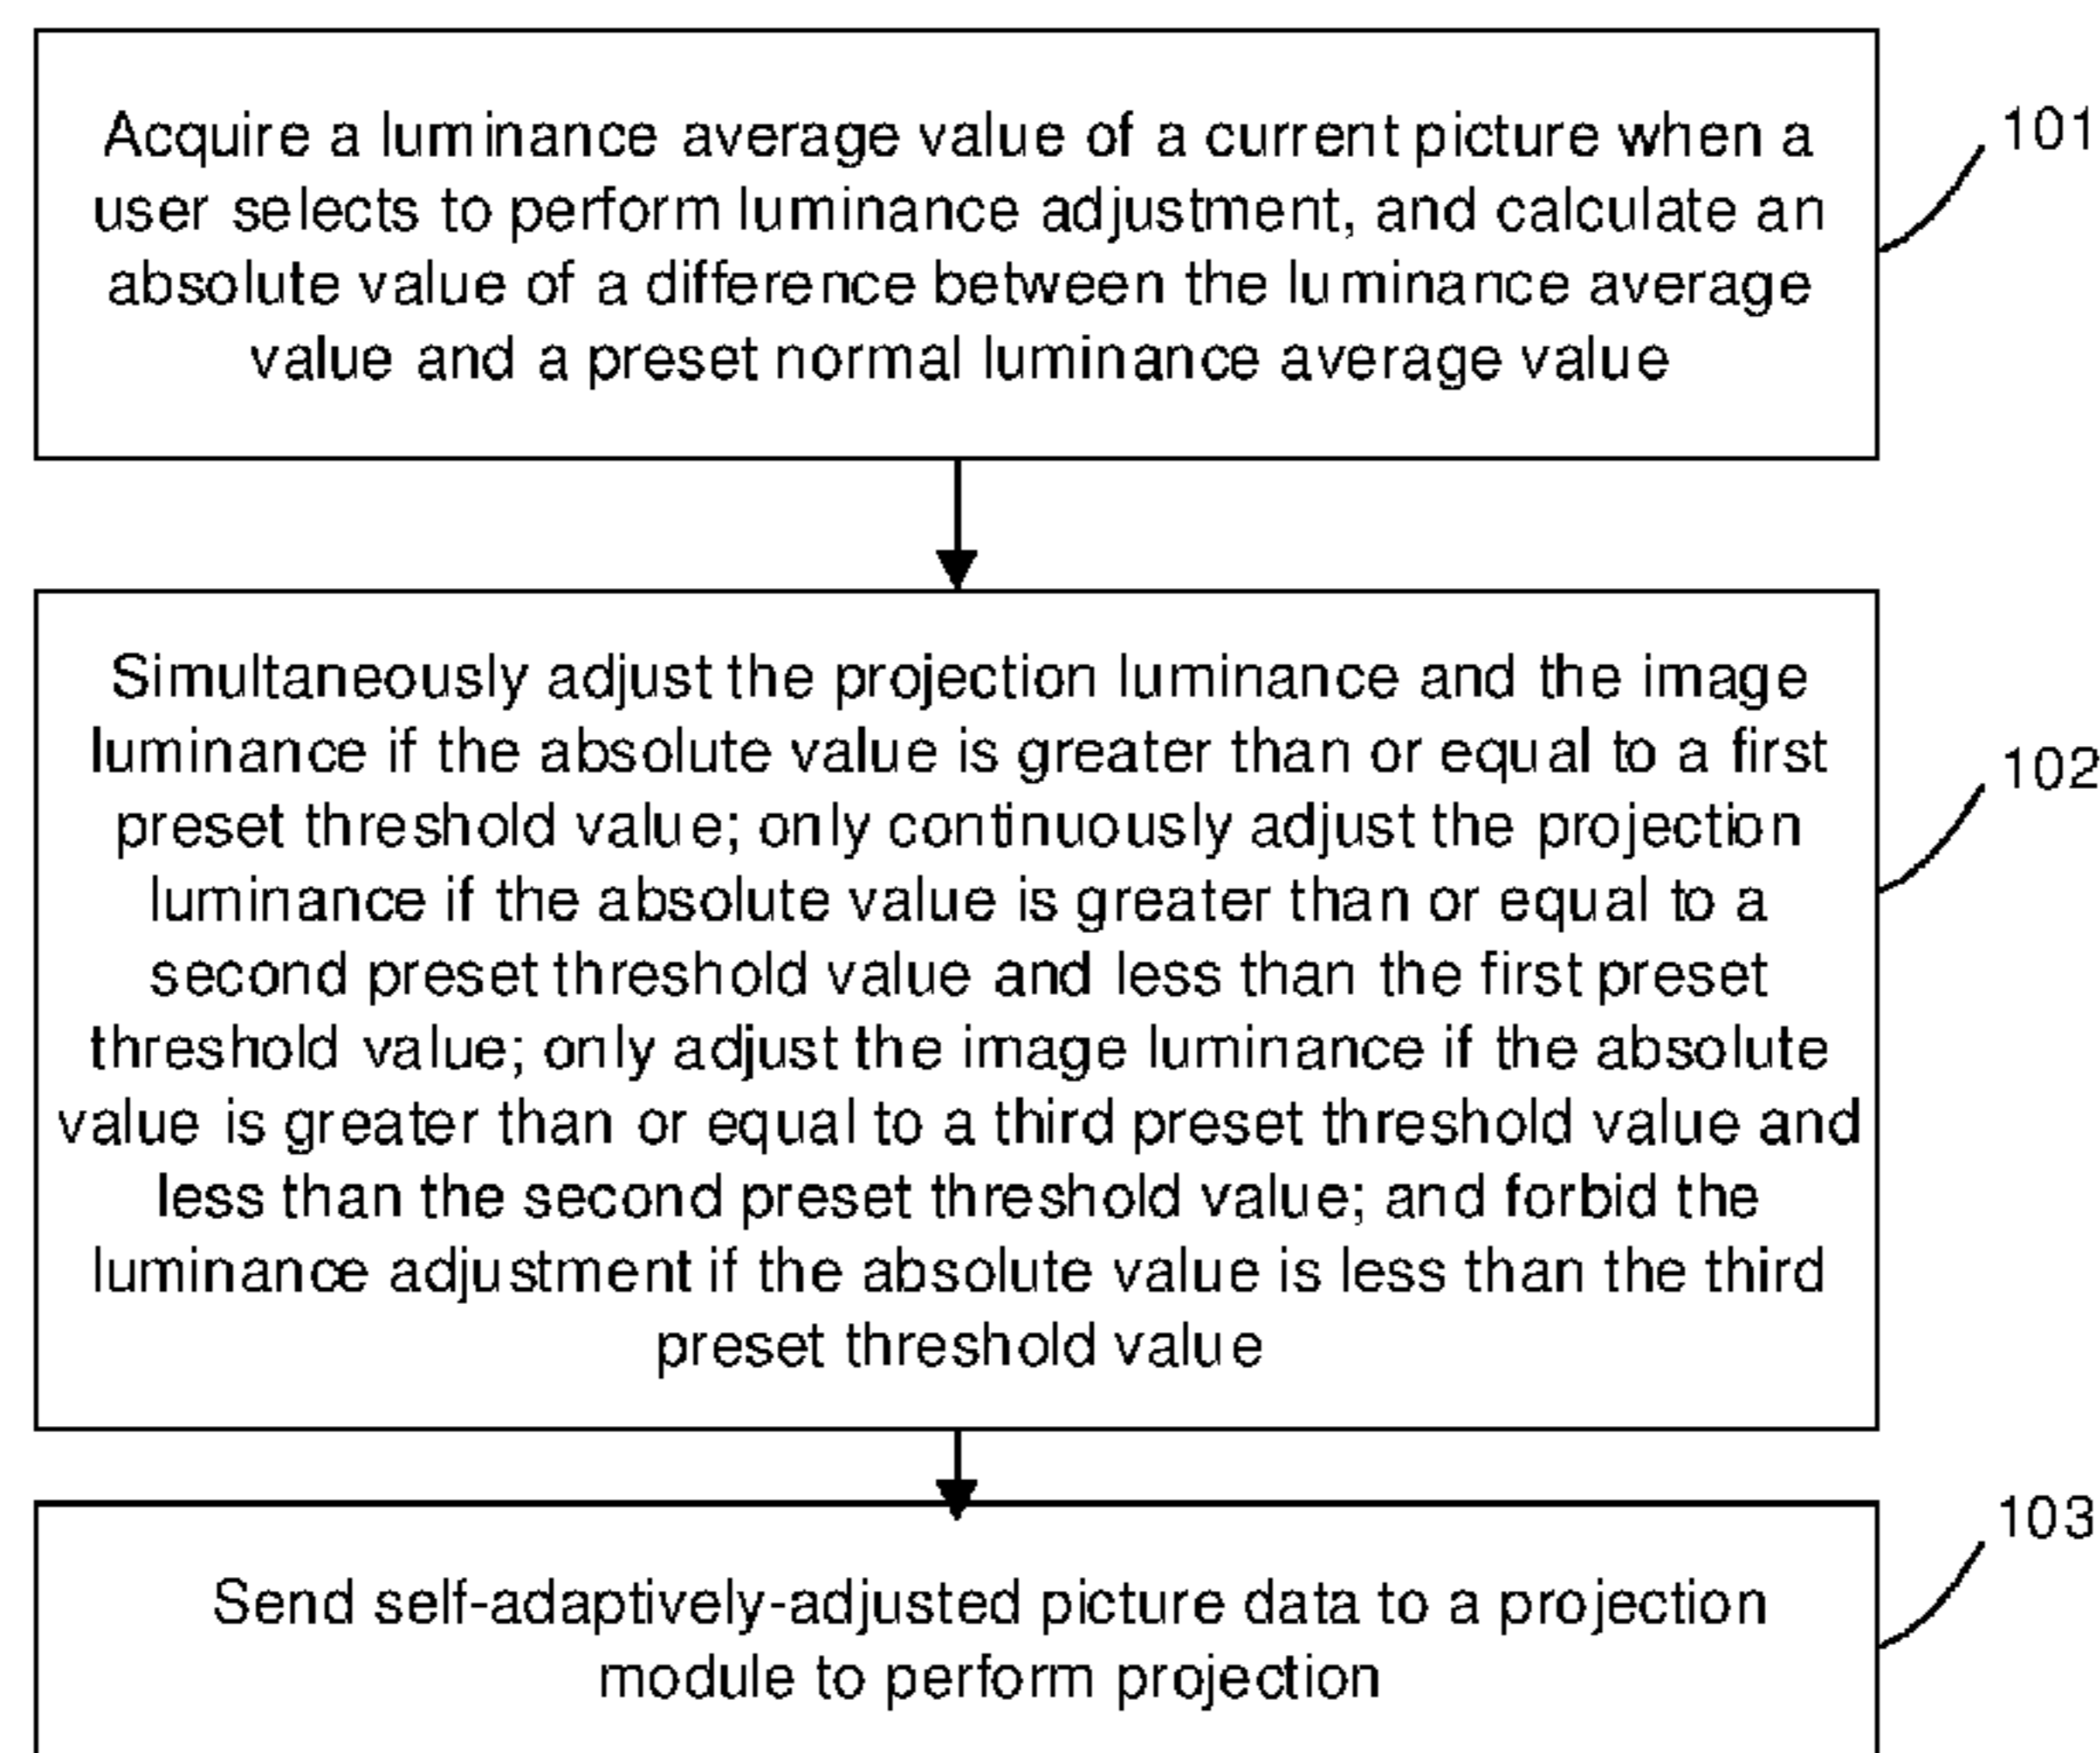 Acquire a luminance average value of a current picture when a
user selects to perform luminance adjustment, and calculate an
absolute value of a difference between the luminance average
value and a preset normal luminance average value
101
Simultaneously adjust the projection luminance and the image
luminance if the absolute value is greater than or equal to a first
preset threshold value; only continuously adjust the projection
luminance if the absolute value is greater than or equal to a
second preset threshold value and less than the first preset
threshold value; only adjust the image luminance if the absolute
value is greater than or equal to a third preset threshold value and
less than the second preset threshold value; and forbid the
luminance adjustment if the absolute value is less than the third
preset threshold value
102
Send self-adaptively-adjusted picture data to a projection
module to perform projection
103